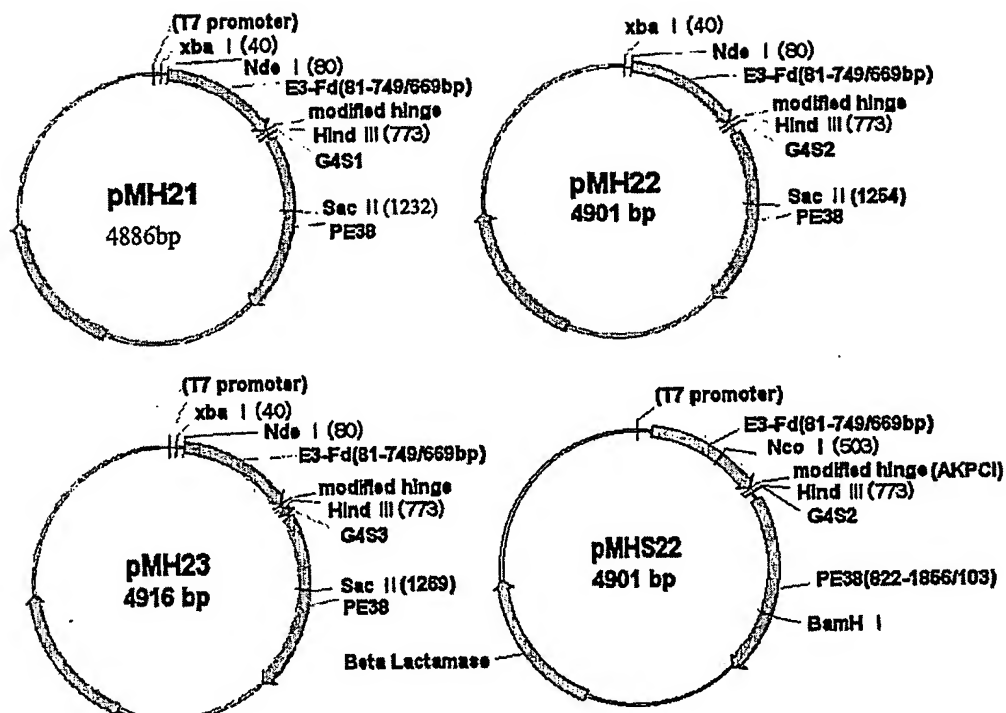 (T7 promoter)
xba I (40)
Nde I (80)
E3-Fd(81-749/669bp)
modified hinge
Hind III (773)
G4S1
pMH21
4886bp
Sac II (1232)
PE38
xba I (40)
Nde I (80)
E3-Fd(81-749/669bp)
modified hinge
Hind III (773)
G4S2
pMH22
4901 bp
Sac II (1254)
PE38
(T7 promoter)
xba I (40)
Nde I (80)
E3-Fd(81-749/669bp)
modified hinge
Hind III (773)
G4S3
pMH23
4916 bp
Sac II (1269)
PE38
(T7 promoter)
E3-Fd(81-749/669bp)
Nco I (503)
modified hinge (AKPCI)
Hind III (773)
G4S2
pMHS22
4901 bp
PE38(822-1856/103)
BamH I
Beta Lactamase